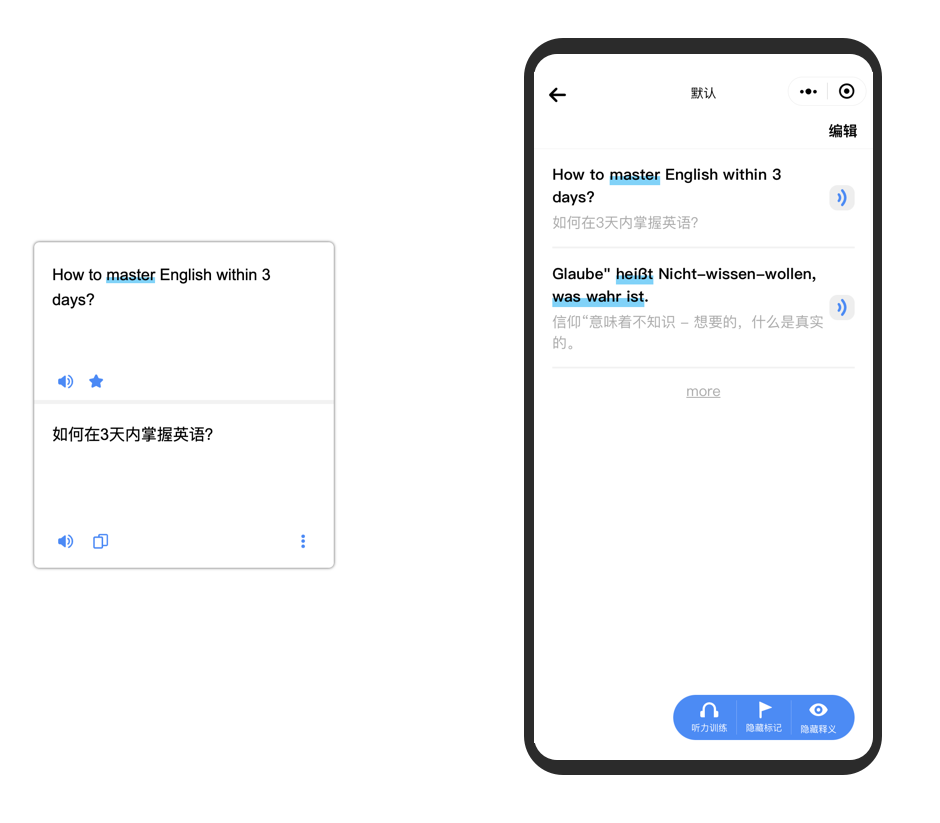 How to master English within 3
days?
如何在3天内掌握英语?
默认
编辑
How to master English within 3
days?
如何在3天内掌握英语?
Glaube" heißt Nicht-wissen-wollen,
was wahr ist.
信仰“意味着不知识 - 想要的，什么是真实
的。
more
听力训练 隐藏标记 隐藏释义